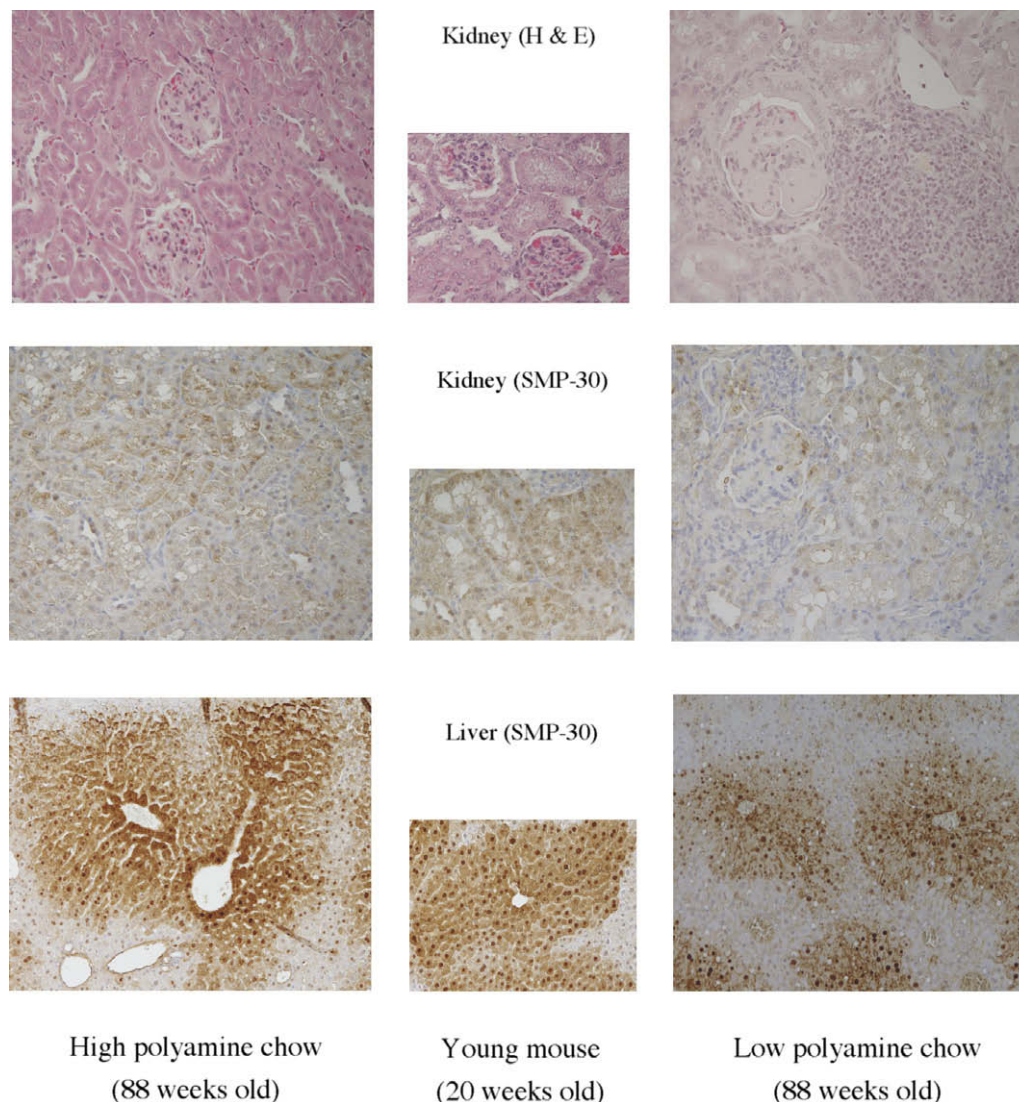 Kidney (H & E)
Kidney (SMP-30)
Liver (SMP-30)
High polyamine chow
(88 weeks old)
Young mouse
(20 weeks old)
Low polyamine chow
(88 weeks old)